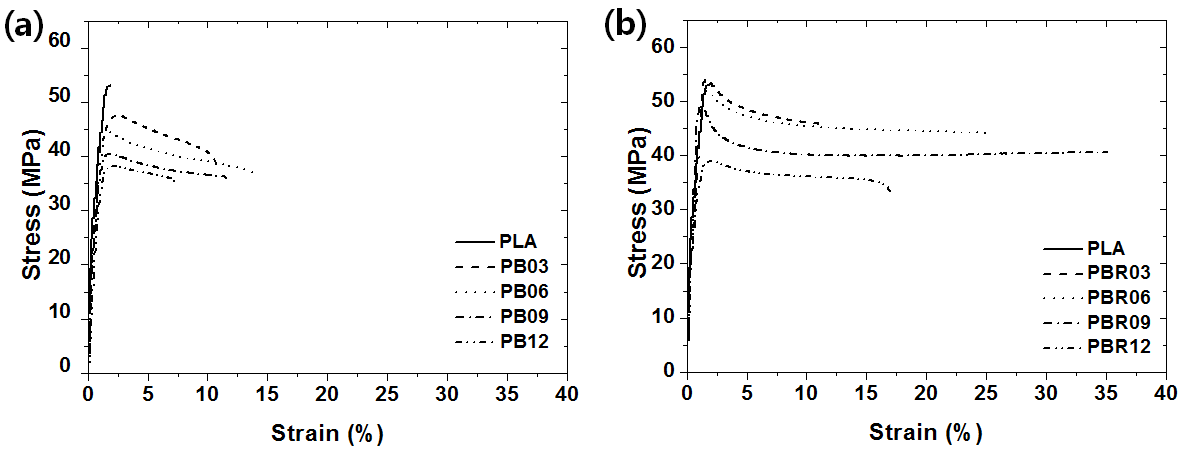 (a)
60
50
40
30
20
10
0
Stress (MPa)
0 5 10 15 20 25 30 35 40
Strain (%)
PLA
PB03
PB06
PB09
PB12
(b)
60
50
40
30
20
10
0
Stress (MPa)
0 5 10 15 20 25 30 35 40
Strain (%)
PLA
PBR03
PBR06
PBR09
PBR12